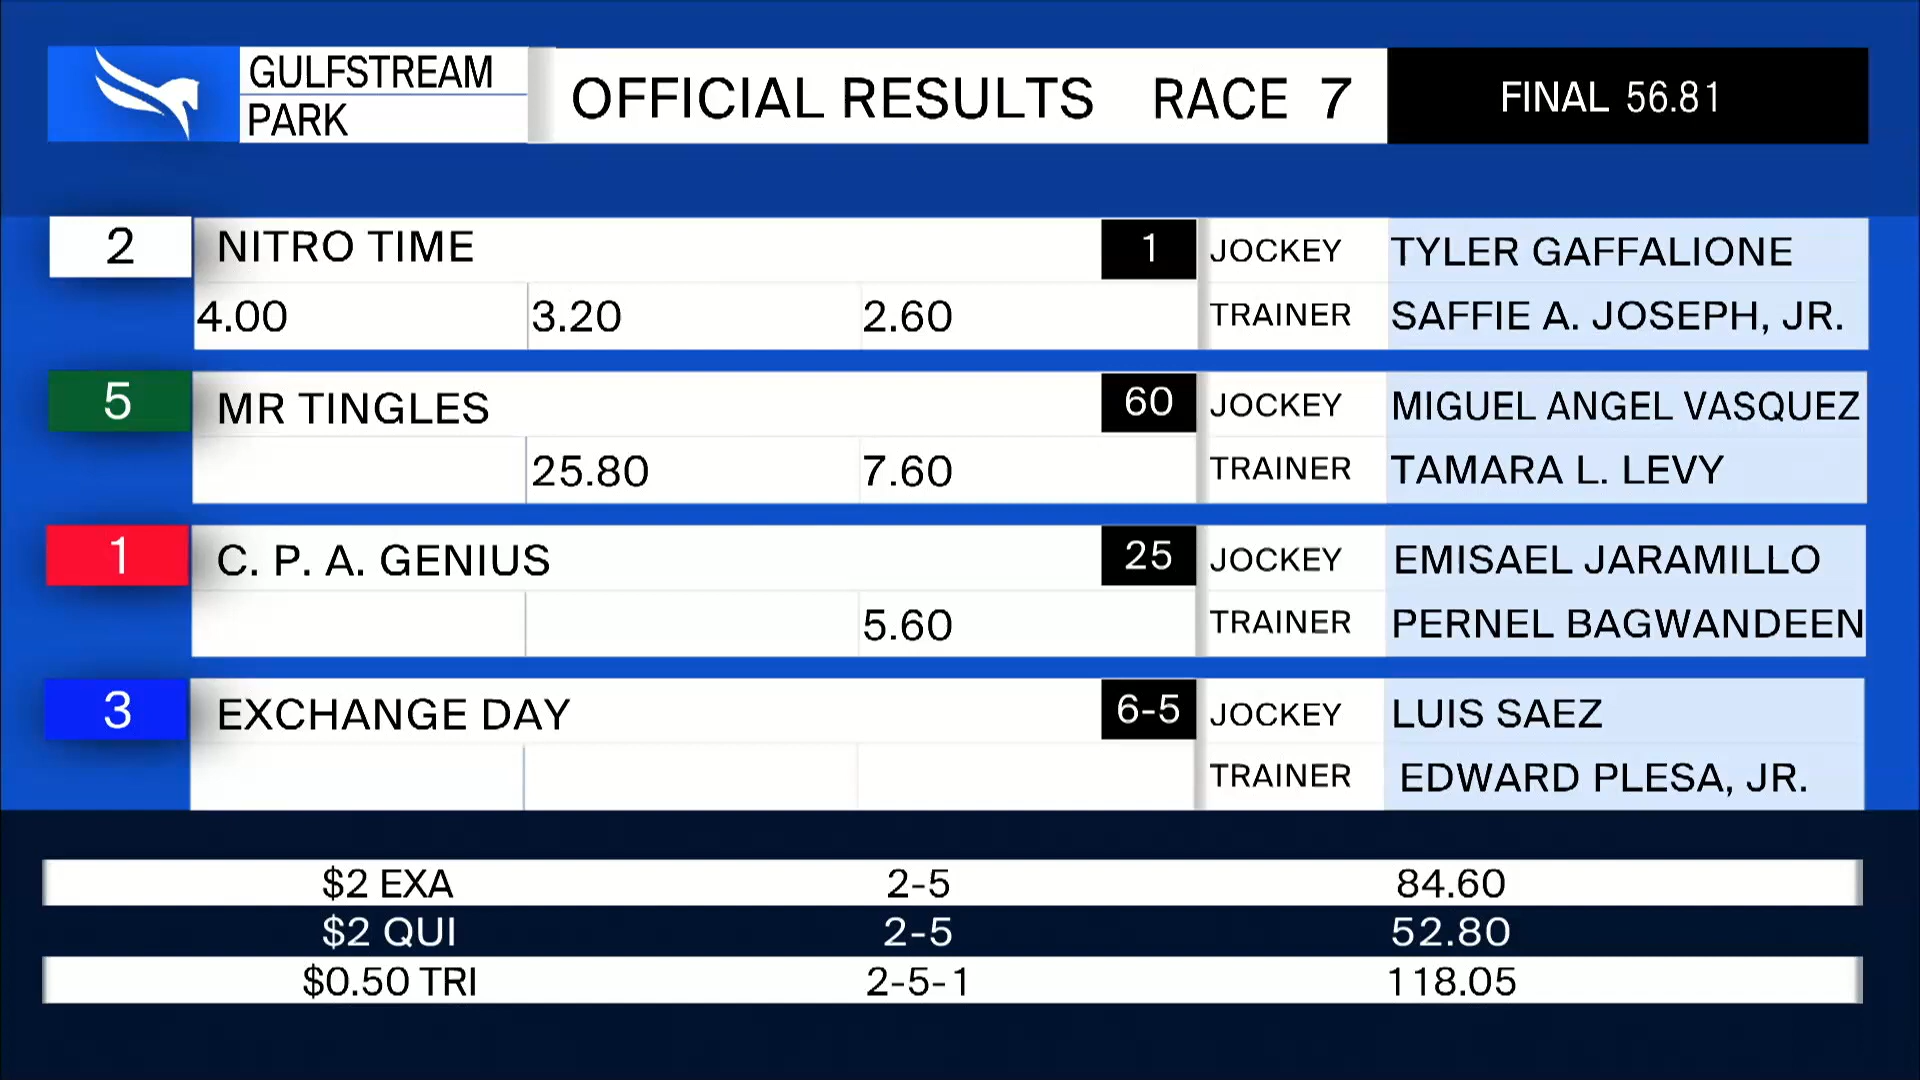 GULFSTREAM
PARK
OFFICIAL RESULTS RACE 7
FINAL 56.81
2 NITRO TIME 1 JOCKEY TYLER GAFFALIONE
4.00 3.20 2.60 TRAINER SAFFIE A. JOSEPH, JR.
5 MR TINGLES 60 JOCKEY MIGUEL ANGEL VASQUEZ
25.80 7.60 TRAINER TAMARA L. LEVY
1 C. P. A. GENIUS 25 JOCKEY EMISAEL JARAMILLO
5.60 TRAINER PERNEL BAGWANDEEN
3 EXCHANGE DAY 6-5 JOCKEY LUIS SAEZ
TRAINER EDWARD PLESA, JR.
$2 EXA 2-5 84.60
$2 QUI 2-5 52.80
$0.50 TRI 2-5-1 118.05